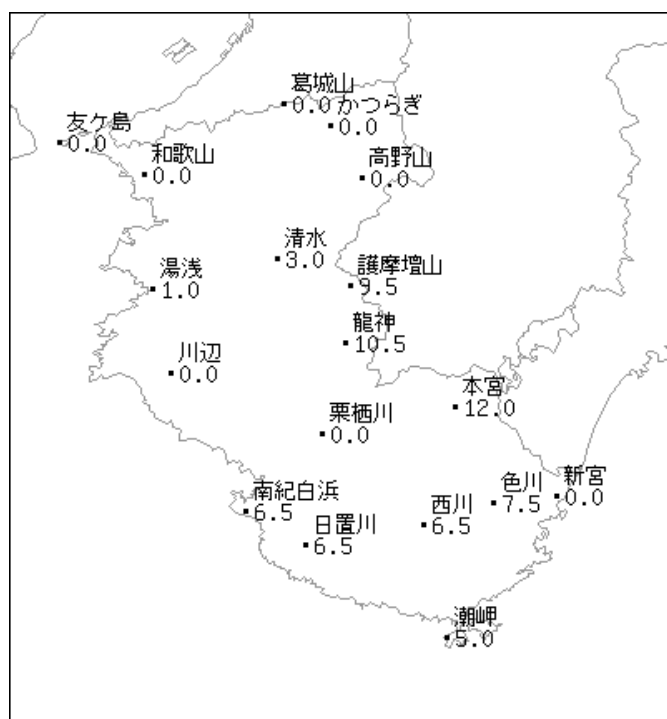 葛城山
0.0
かつらぎ
0.0
友ケ島
0.0
和歌山
0.0
高野山
0.0
清水
3.0
湯浅
1.0
護摩壇山
9.5
龍神
10.5
川辺
0.0
本宮
12.0
栗栖川
0.0
南紀白浜
6.5
日置川
6.5
西川
6.5
色川
7.5
新宮
0.0
潮岬
5.0